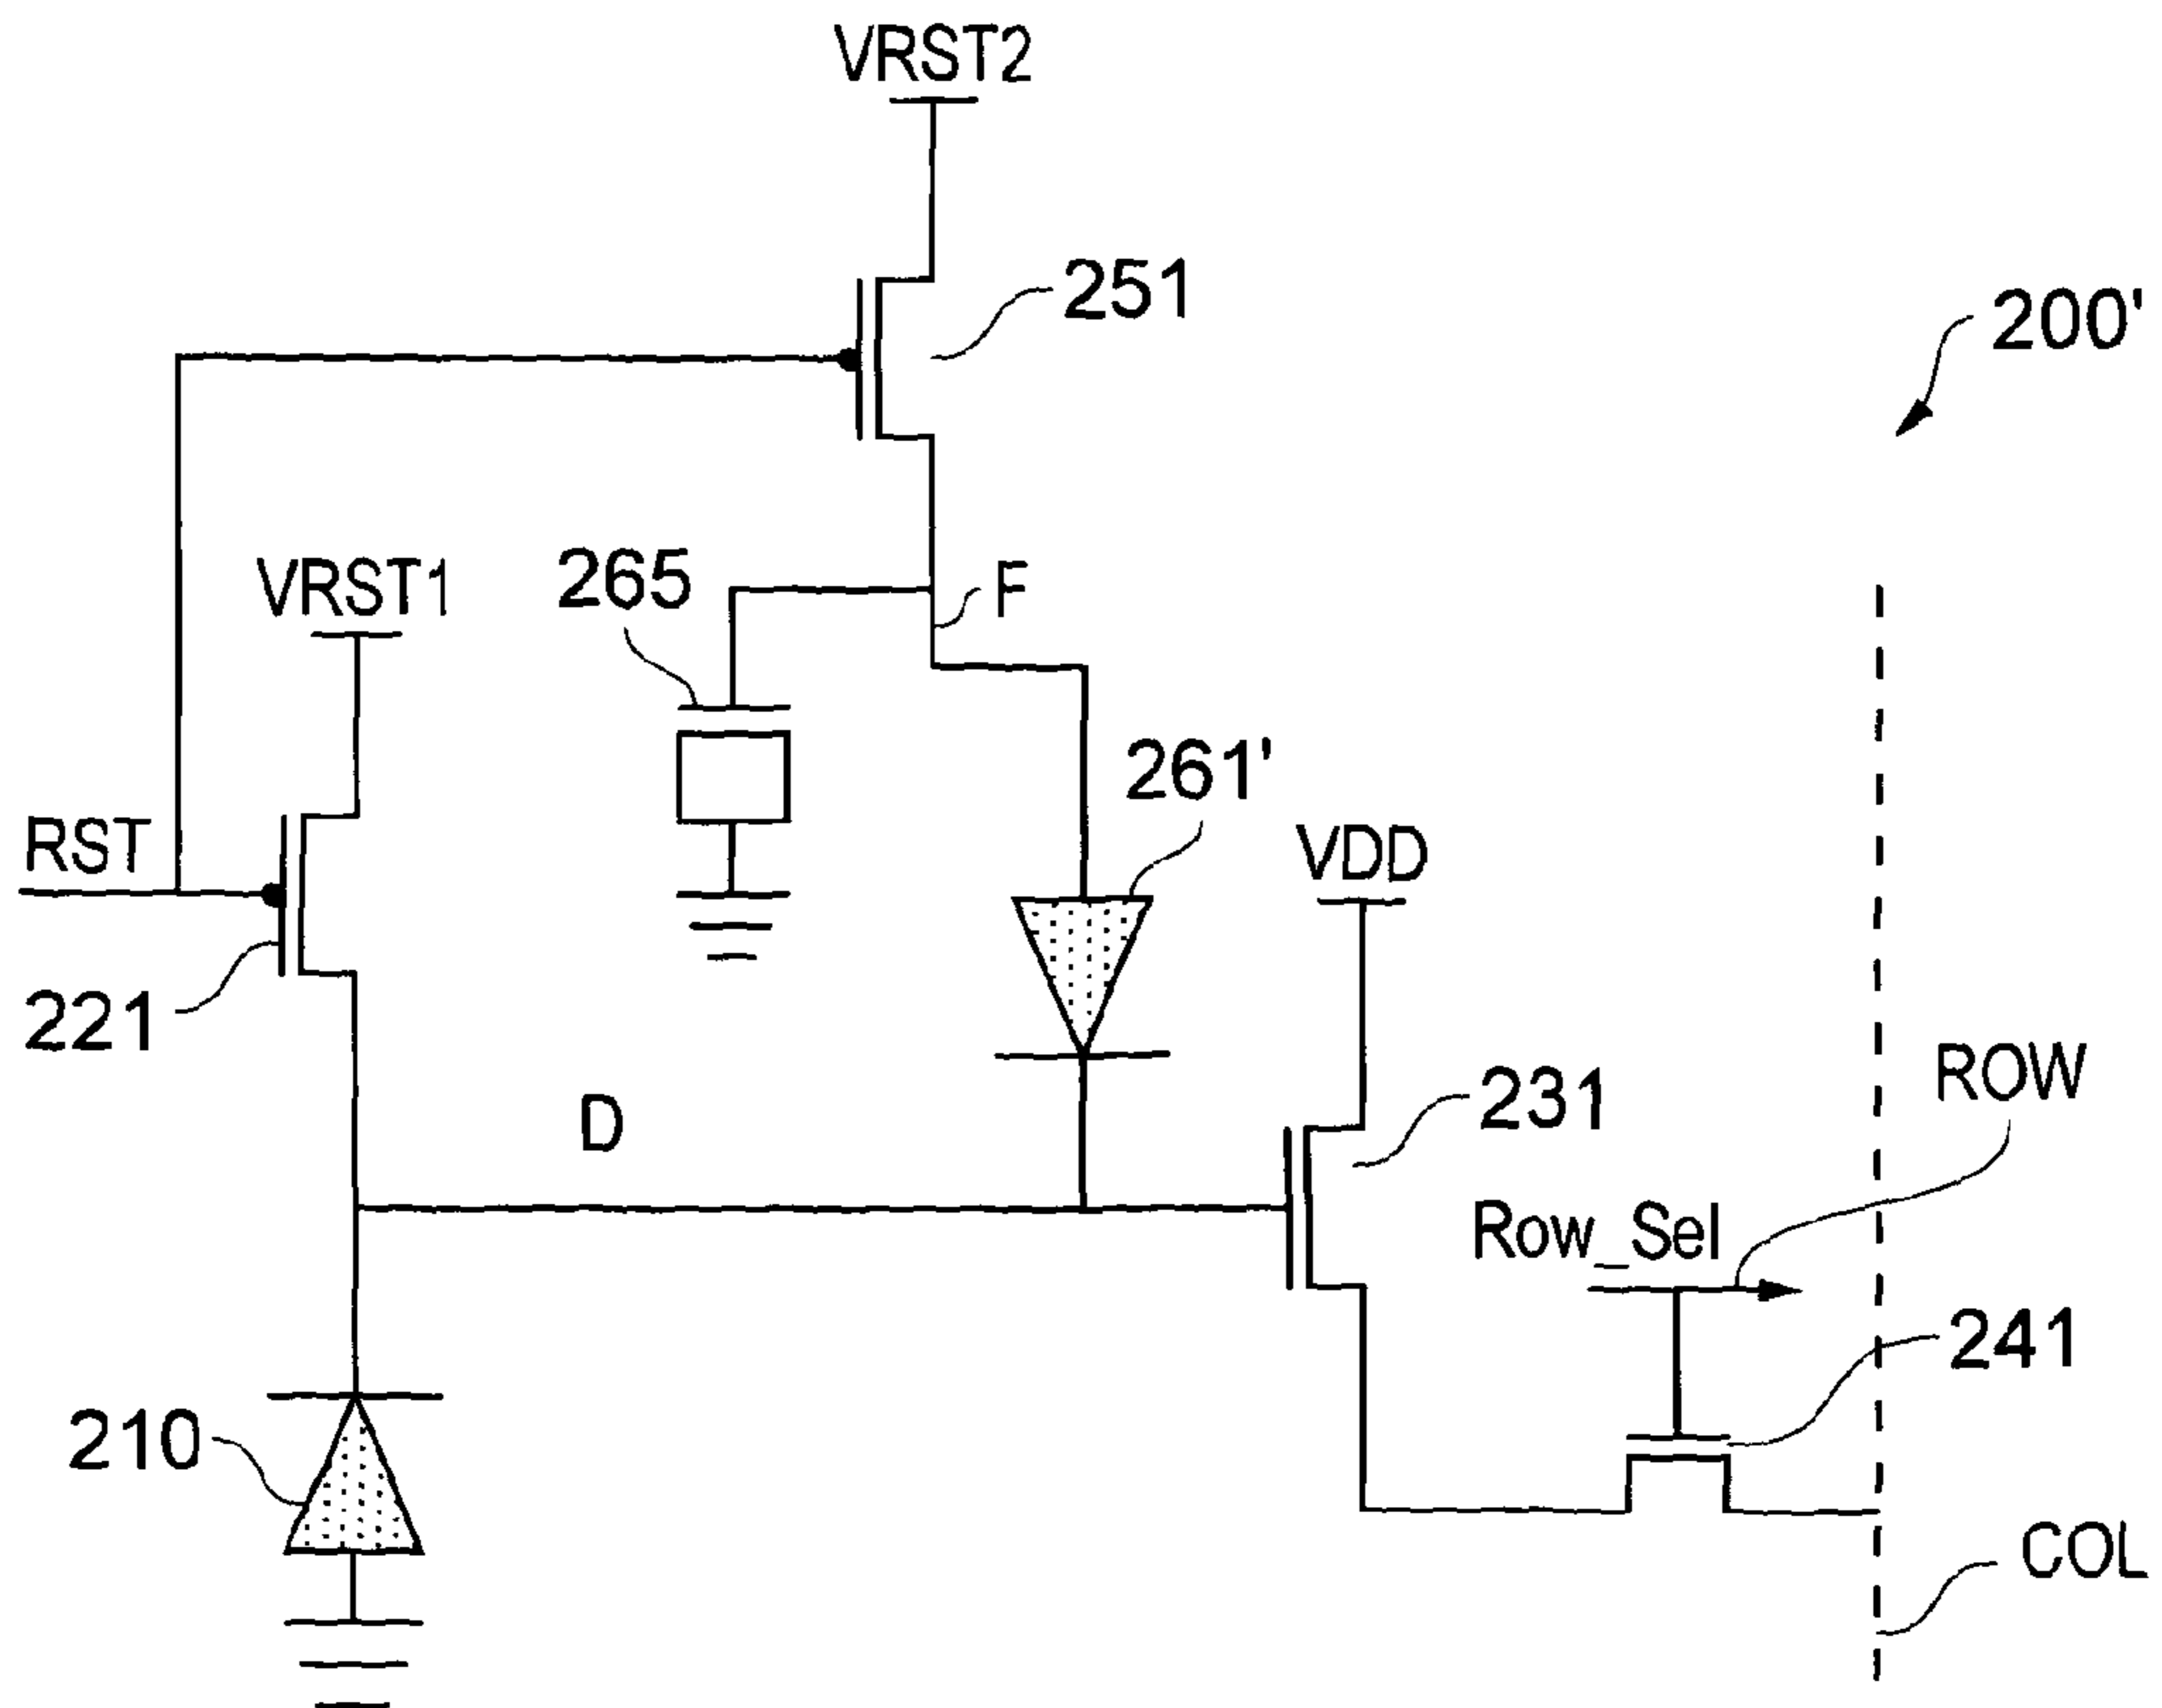 VRST2
251
200'
VRST1
265
F
261'
RST
VDD
221
D
231
ROW
Row_Sel
241
210
COL